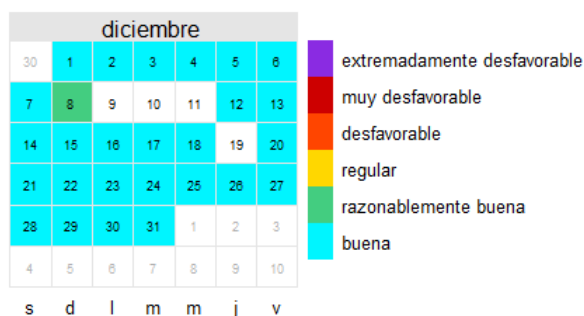 diciembre
30 1 2 3 4 5 6
7 8 9 10 11 12 13
14 15 16 17 18 19 20
21 22 23 24 25 26 27
28 29 30 31 1 2 3
4 5 6 7 8 9 10
s d l m m j v
extremadamente desfavorable
muy desfavorable
desfavorable
regular
razonablemente buena
buena